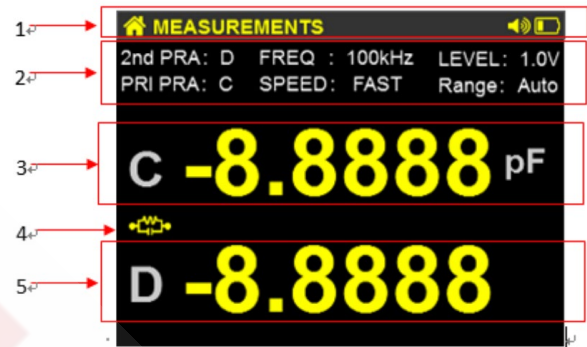 1
MEASUREMENTS
2
2nd PRA: D FREQ : 100kHz LEVEL: 1.0V
PRI PRA: C SPEED: FAST Range: Auto
3
C -8.8888 pF
4
5
D -8.8888